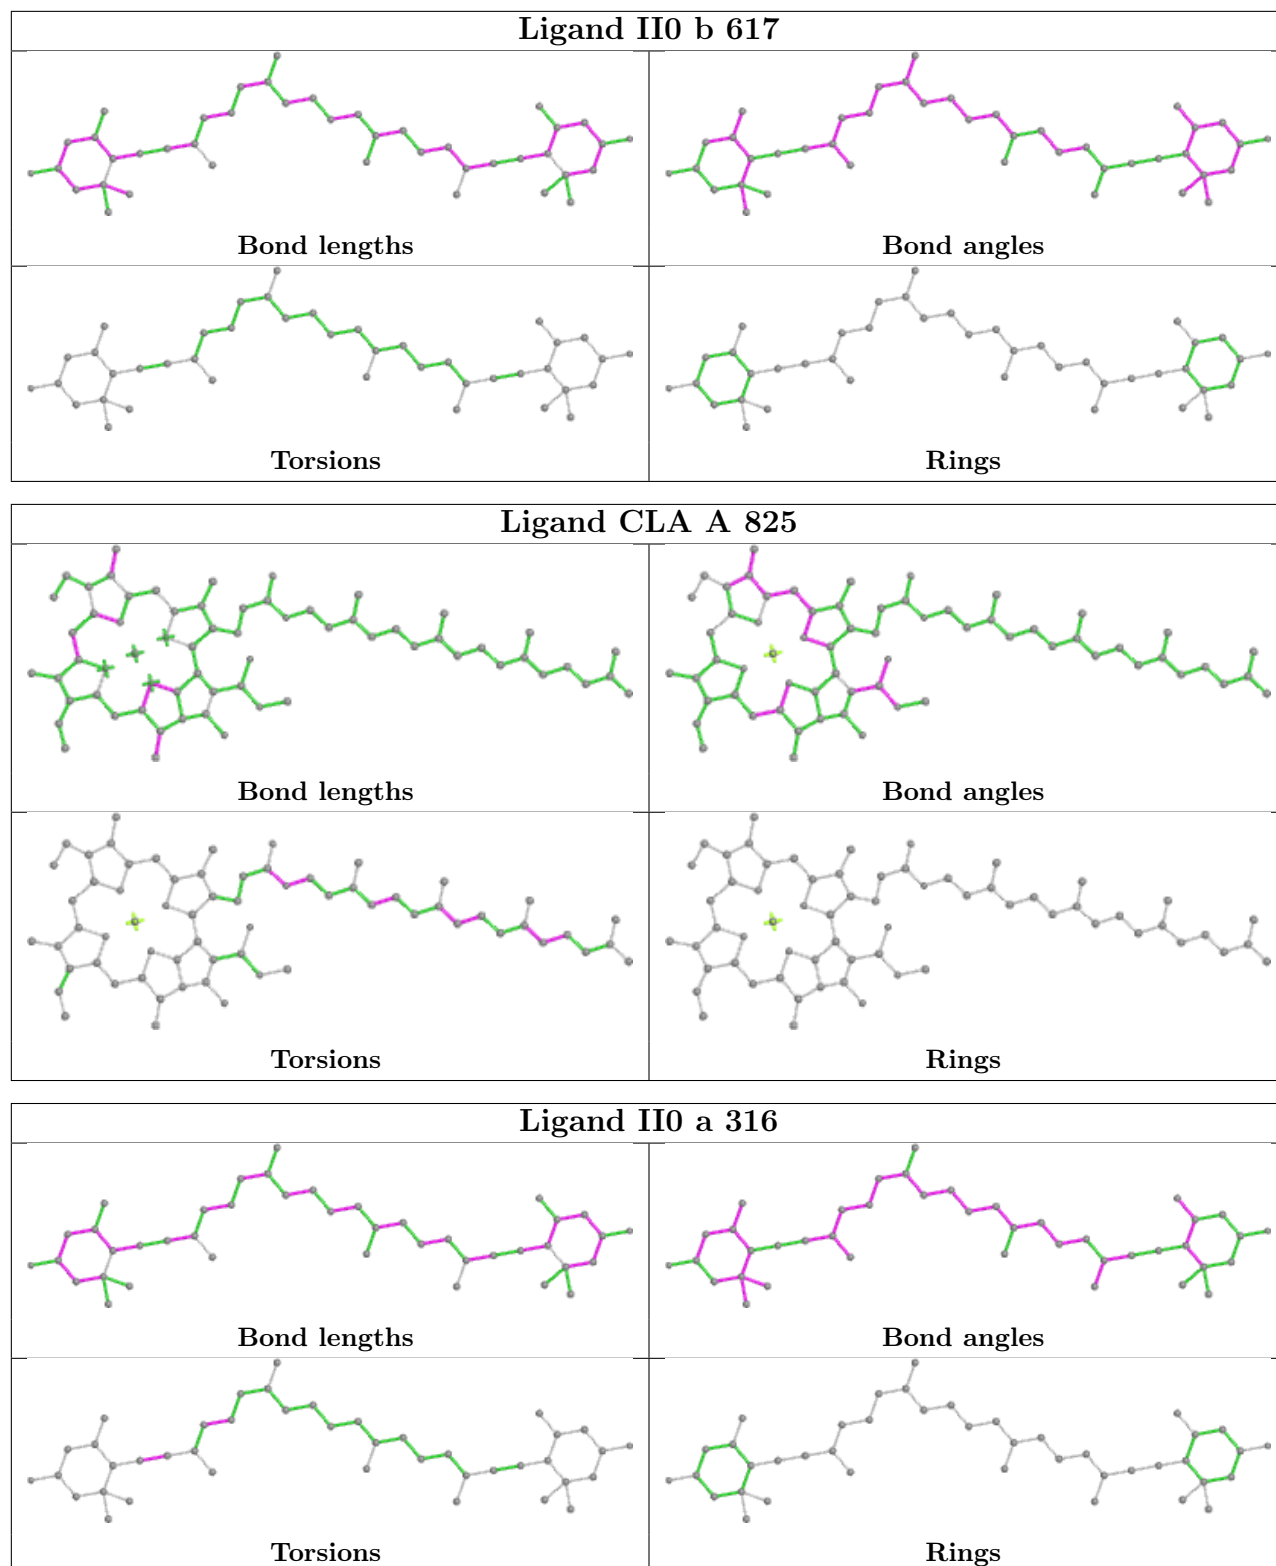 Ligand II0 b 617
Bond lengths
Bond angles
Torsions
Rings
Ligand CLA A 825
Bond lengths
Bond angles
Torsions
Rings
Ligand II0 a 316
Bond lengths
Bond angles
Torsions
Rings